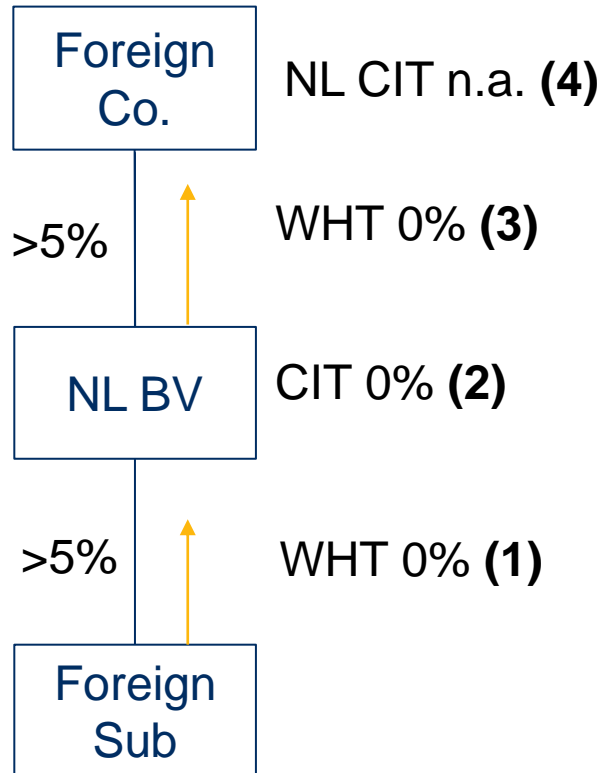 Foreign
Co.
NL CIT n.a. (4)
>5%
WHT 0% (3)
NL BV
CIT 0% (2)
>5%
WHT 0% (1)
Foreign
Sub